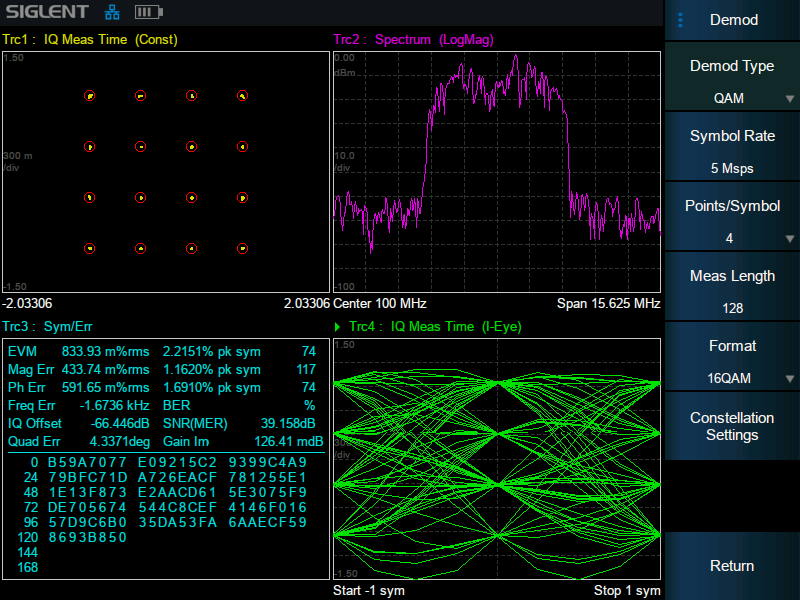 SIGLENT
Trc1 : IQ Meas Time (Const)
1.50
300 m
/div
-1.50
-2.03306 2.03306
Trc2 : Spectrum (LogMag)
0.00
dBm
10.0
/div
-100
Center 100 MHz Span 15.625 MHz
Trc3 : Sym/Err
EVM 833.93 m%rms 2.2151% pk sym 74
Mag Err 433.74 m%rms 1.1620% pk sym 117
Ph Err 591.65 m%rms 1.6910% pk sym 74
Freq Err -1.6736 kHz BER %
IQ Offset -66.446dB SNR(MER) 39.158dB
Quad Err 4.3371deg Gain Im 126.41 mdB
0 B59A7077 E09215C2 9399C4A9
24 79BFC71D A726EACF 781255E1
48 1E13F873 E2AACD61 5E3075F9
72 DE705674 544C8CEF 4146F016
96 57D9C6B0 35DA53FA 6AAECF59
120 8693B850
144
168
Trc4 : IQ Meas Time (I-Eye)
1.50
/div
-1.50
Start -1 sym Stop 1 sym
Demod
Demod Type
QAM
Symbol Rate
5 Msps
Points/Symbol
4
Meas Length
128
Format
16QAM
Constellation
Settings
Return